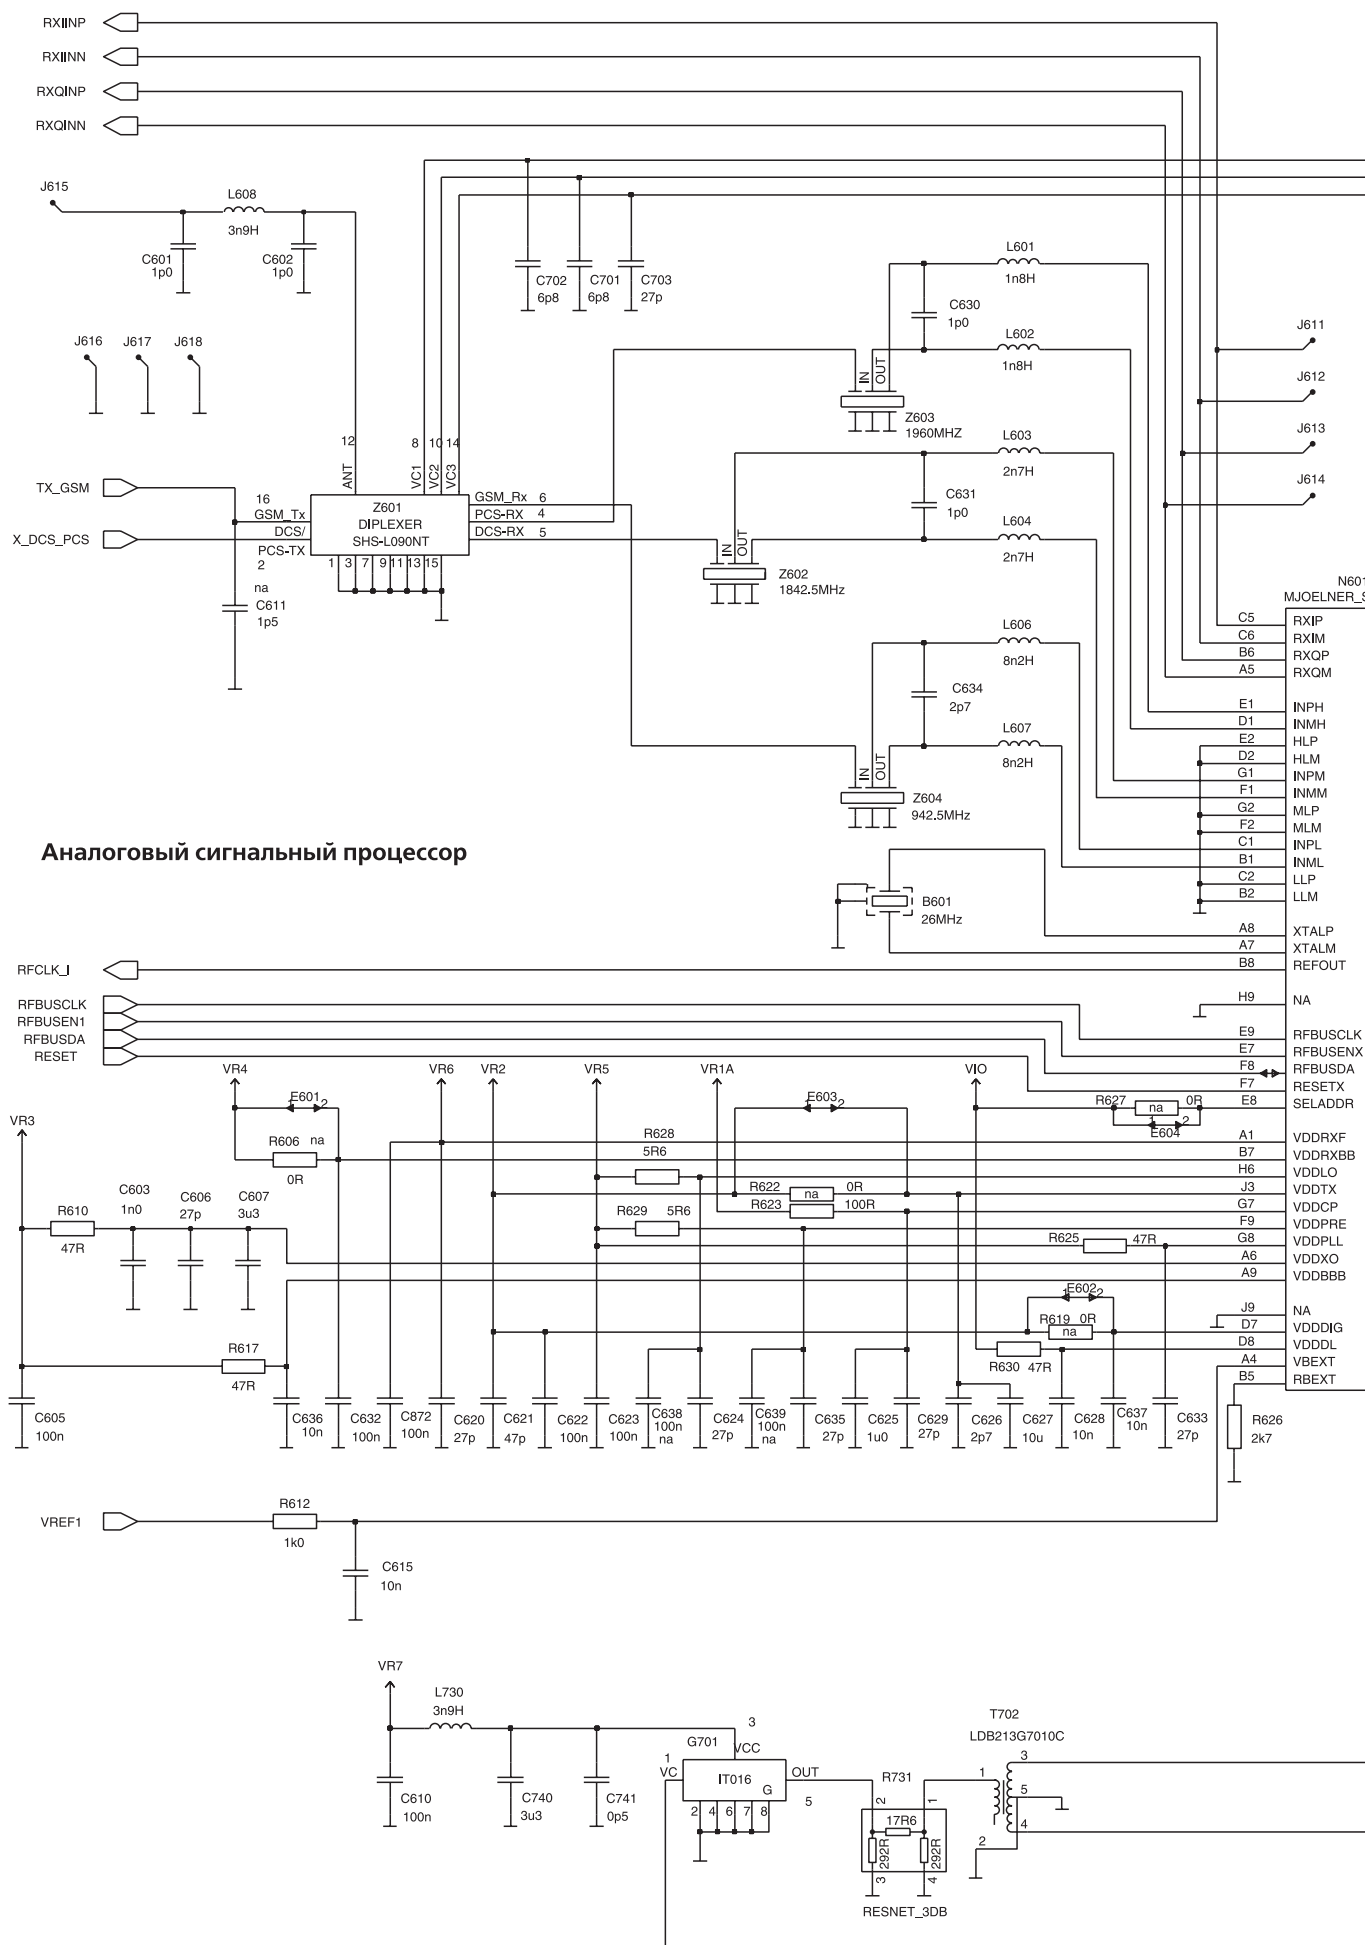 RXIINP
RXIINN
RXQINP
RXQINN
J615
L608
3n9H
C601
1p0
C602
1p0
C702
6p8
C701
6p8
C703
27p
L601
1n8H
C630
1p0
L602
1n8H
J616 J617 J618
IN
OUT
Z603
1960MHZ
J611
J612
J613
J614
TX_GSM
X_DCS_PCS
12
8
10
14
ANT
VC1
VC2
VC3
16
GSM_Tx
DCS/
PCS-TX
2
Z601
DIPLEXER
SHS-L090NT
GSM_Rx 6
PCS-RX 4
DCS-RX 5
1 3 7 9 11 13 15
na
C611
1p5
L603
2n7H
C631
1p0
L604
2n7H
IN
OUT
Z602
1842.5MHz
L606
8n2H
C634
2p7
L607
8n2H
IN
OUT
Z604
942.5MHz
N601
MJOELNER_S
C5 RXIP
C6 RXIM
B6 RXQP
A5 RXQM
E1 INPH
D1 INMH
E2 HLP
D2 HLM
G1 INPM
F1 INMM
G2 MLP
F2 MLM
C1 INPL
B1 INML
C2 LLP
B2 LLM
A8 XTALP
A7 XTALM
B8 REFOUT
H9 NA
E9 RFBUSCLK
E7 RFBUSENX
F8 RFBUSDA
F7 RESETX
E8 SELADDR
A1 VDDRXF
B7 VDDRXBB
H6 VDDLO
J3 VDDTX
G7 VDDCP
F9 VDDPRE
G8 VDDPLL
A6 VDDXO
A9 VDDBBB
J9 NA
D7 VDDDIG
D8 VDDDL
A4 VBEXT
B5 RBEXT
Аналоговый сигнальный процессор
B601
26MHz
RFCLK_I
RFBUSCLK
RFBUSEN1
RFBUSDA
RESET
VR3
VR4
VR6
VR2
VR5
VR1A
VIO
1 E601 2
R606 na
0R
1 E603 2
R627 na 0R
1 2
E604
R628
5R6
R622 na 0R
R623 100R
R629 5R6
R625 47R
R610
47R
C603
1n0
C606
27p
C607
3u3
1 E602 2
R619 0R
na
R617
47R
R630 47R
C605
100n
C636
10n
C632
100n
C872
100n
C620
27p
C621
47p
C622
100n
C623
100n
C638
100n
na
C624
27p
C639
100n
na
C635
27p
C625
1u0
C629
27p
C626
2p7
C627
10u
C628
10n
C637
10n
C633
27p
R626
2k7
VREF1
R612
1k0
C615
10n
VR7
L730
3n9H
C610
100n
C740
3u3
C741
0p5
G701
3
VCC
1
VC
IT016
G
OUT
5
2 4 6 7 8
R731
2
1
17R6
292R
292R
3
4
RESNET_3DB
T702
LDB213G7010C
1
3
5
4
2